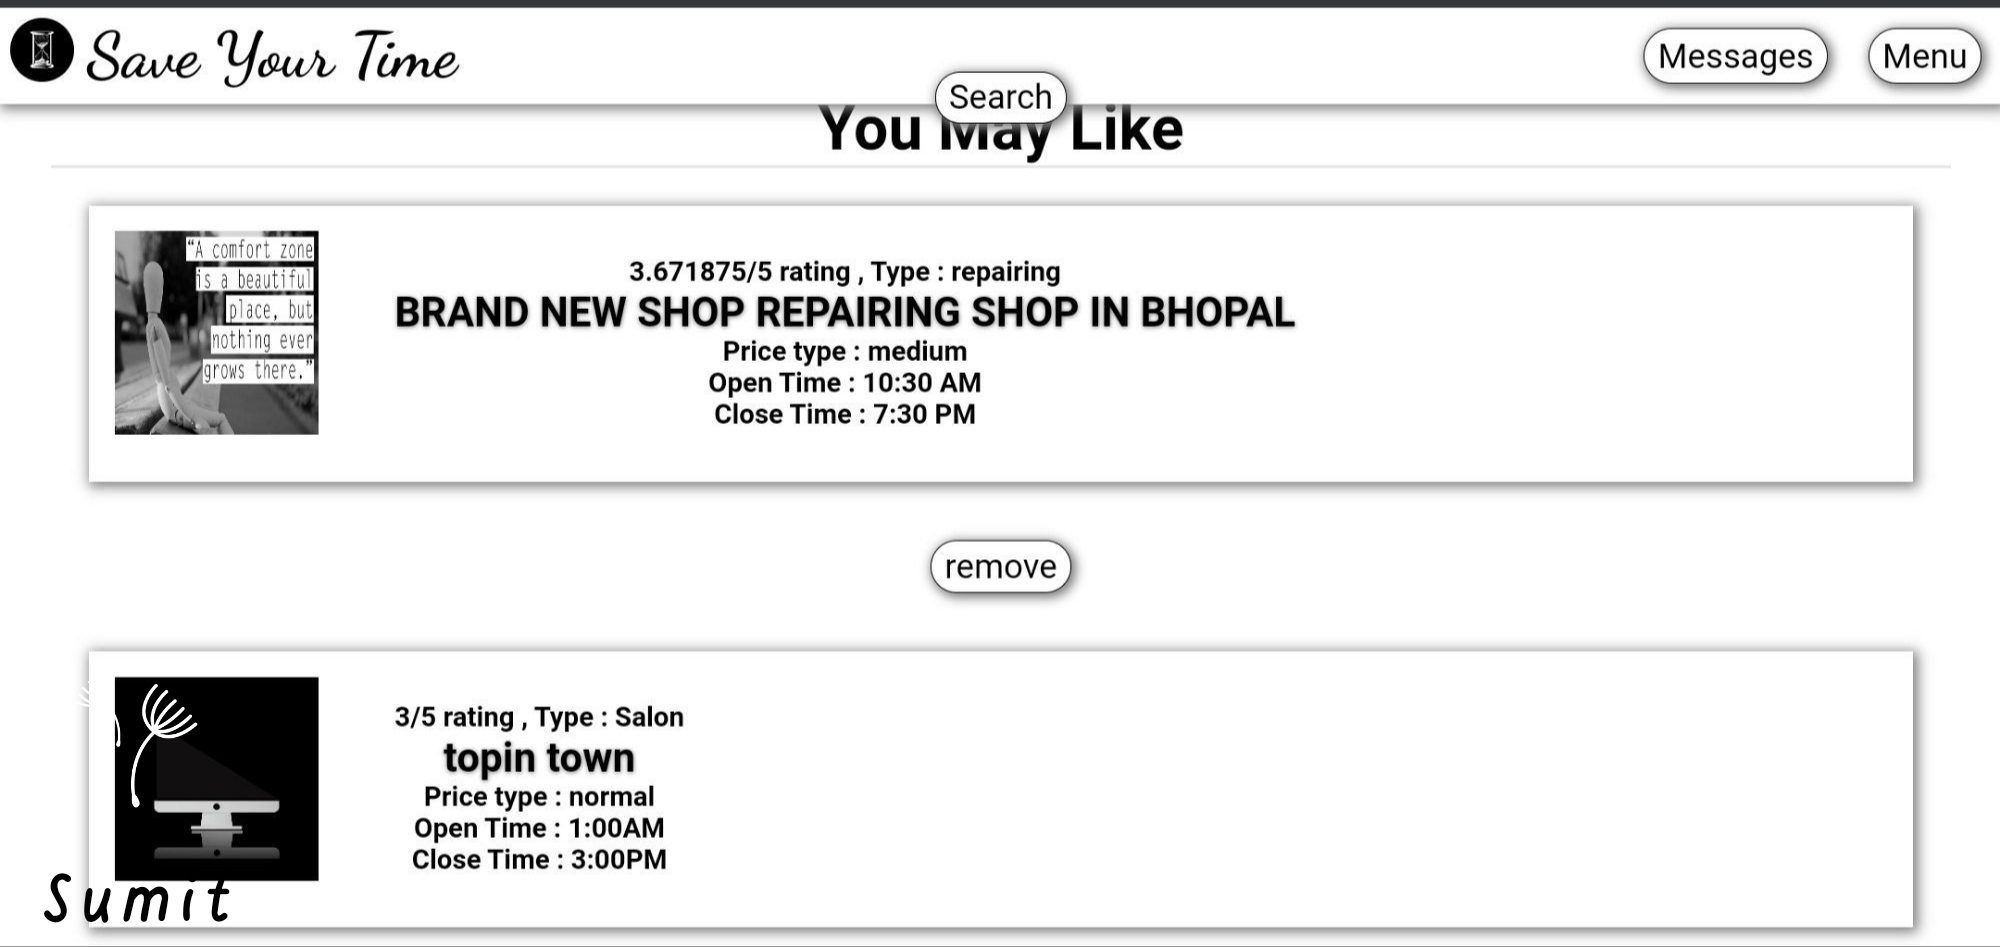 Save Your Time
Messages
Menu
Search
You May Like
"A comfort zone
is a beautiful
place, but
nothing ever
grows there."
3.671875/5 rating , Type : repairing
BRAND NEW SHOP REPAIRING SHOP IN BHOPAL
Price type : medium
Open Time : 10:30 AM
Close Time : 7:30 PM
remove
3/5 rating , Type : Salon
topin town
Price type : normal
Open Time : 1:00AM
Close Time : 3:00PM
Sumit